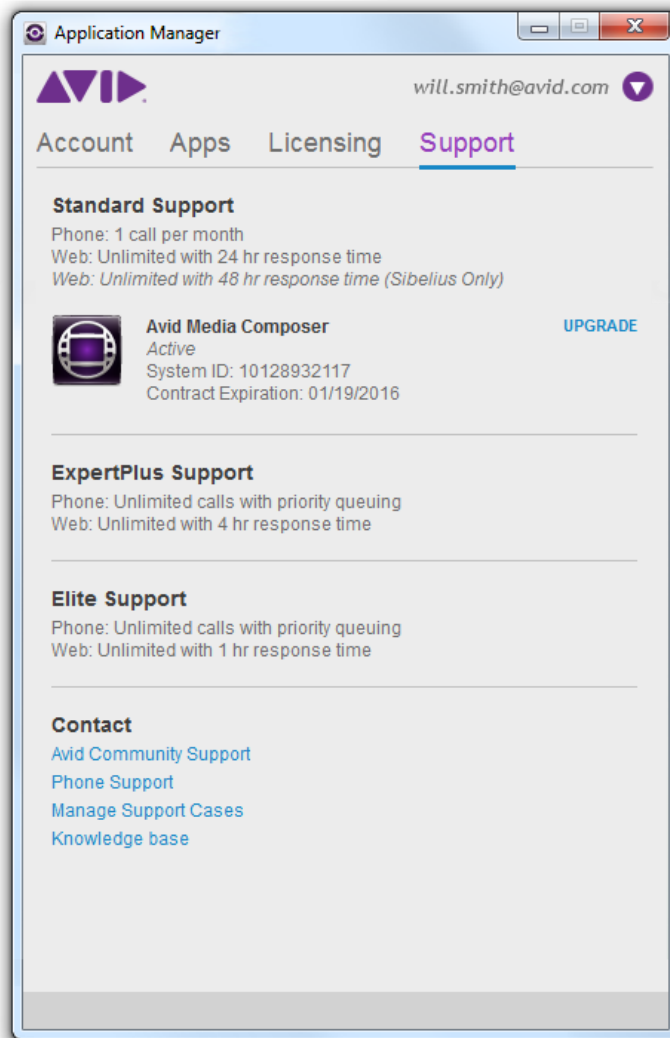 Application Manager
AVID
will.smith@avid.com
Account Apps Licensing Support
Standard Support
Phone: 1 call per month
Web: Unlimited with 24 hr response time
Web: Unlimited with 48 hr response time (Sibelius Only)
Avid Media Composer
UPGRADE
Active
System ID: 10128932117
Contract Expiration: 01/19/2016
ExpertPlus Support
Phone: Unlimited calls with priority queuing
Web: Unlimited with 4 hr response time
Elite Support
Phone: Unlimited calls with priority queuing
Web: Unlimited with 1 hr response time
Contact
Avid Community Support
Phone Support
Manage Support Cases
Knowledge base